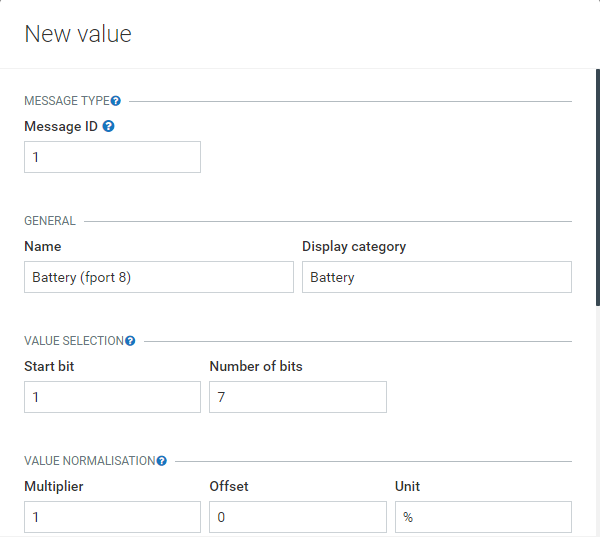 New value
MESSAGE TYPE
Message ID
1
GENERAL
Name Display category
Battery (fport 8) Battery
VALUE SELECTION
Start bit Number of bits
1 7
VALUE NORMALISATION
Multiplier Offset Unit
1 0 %